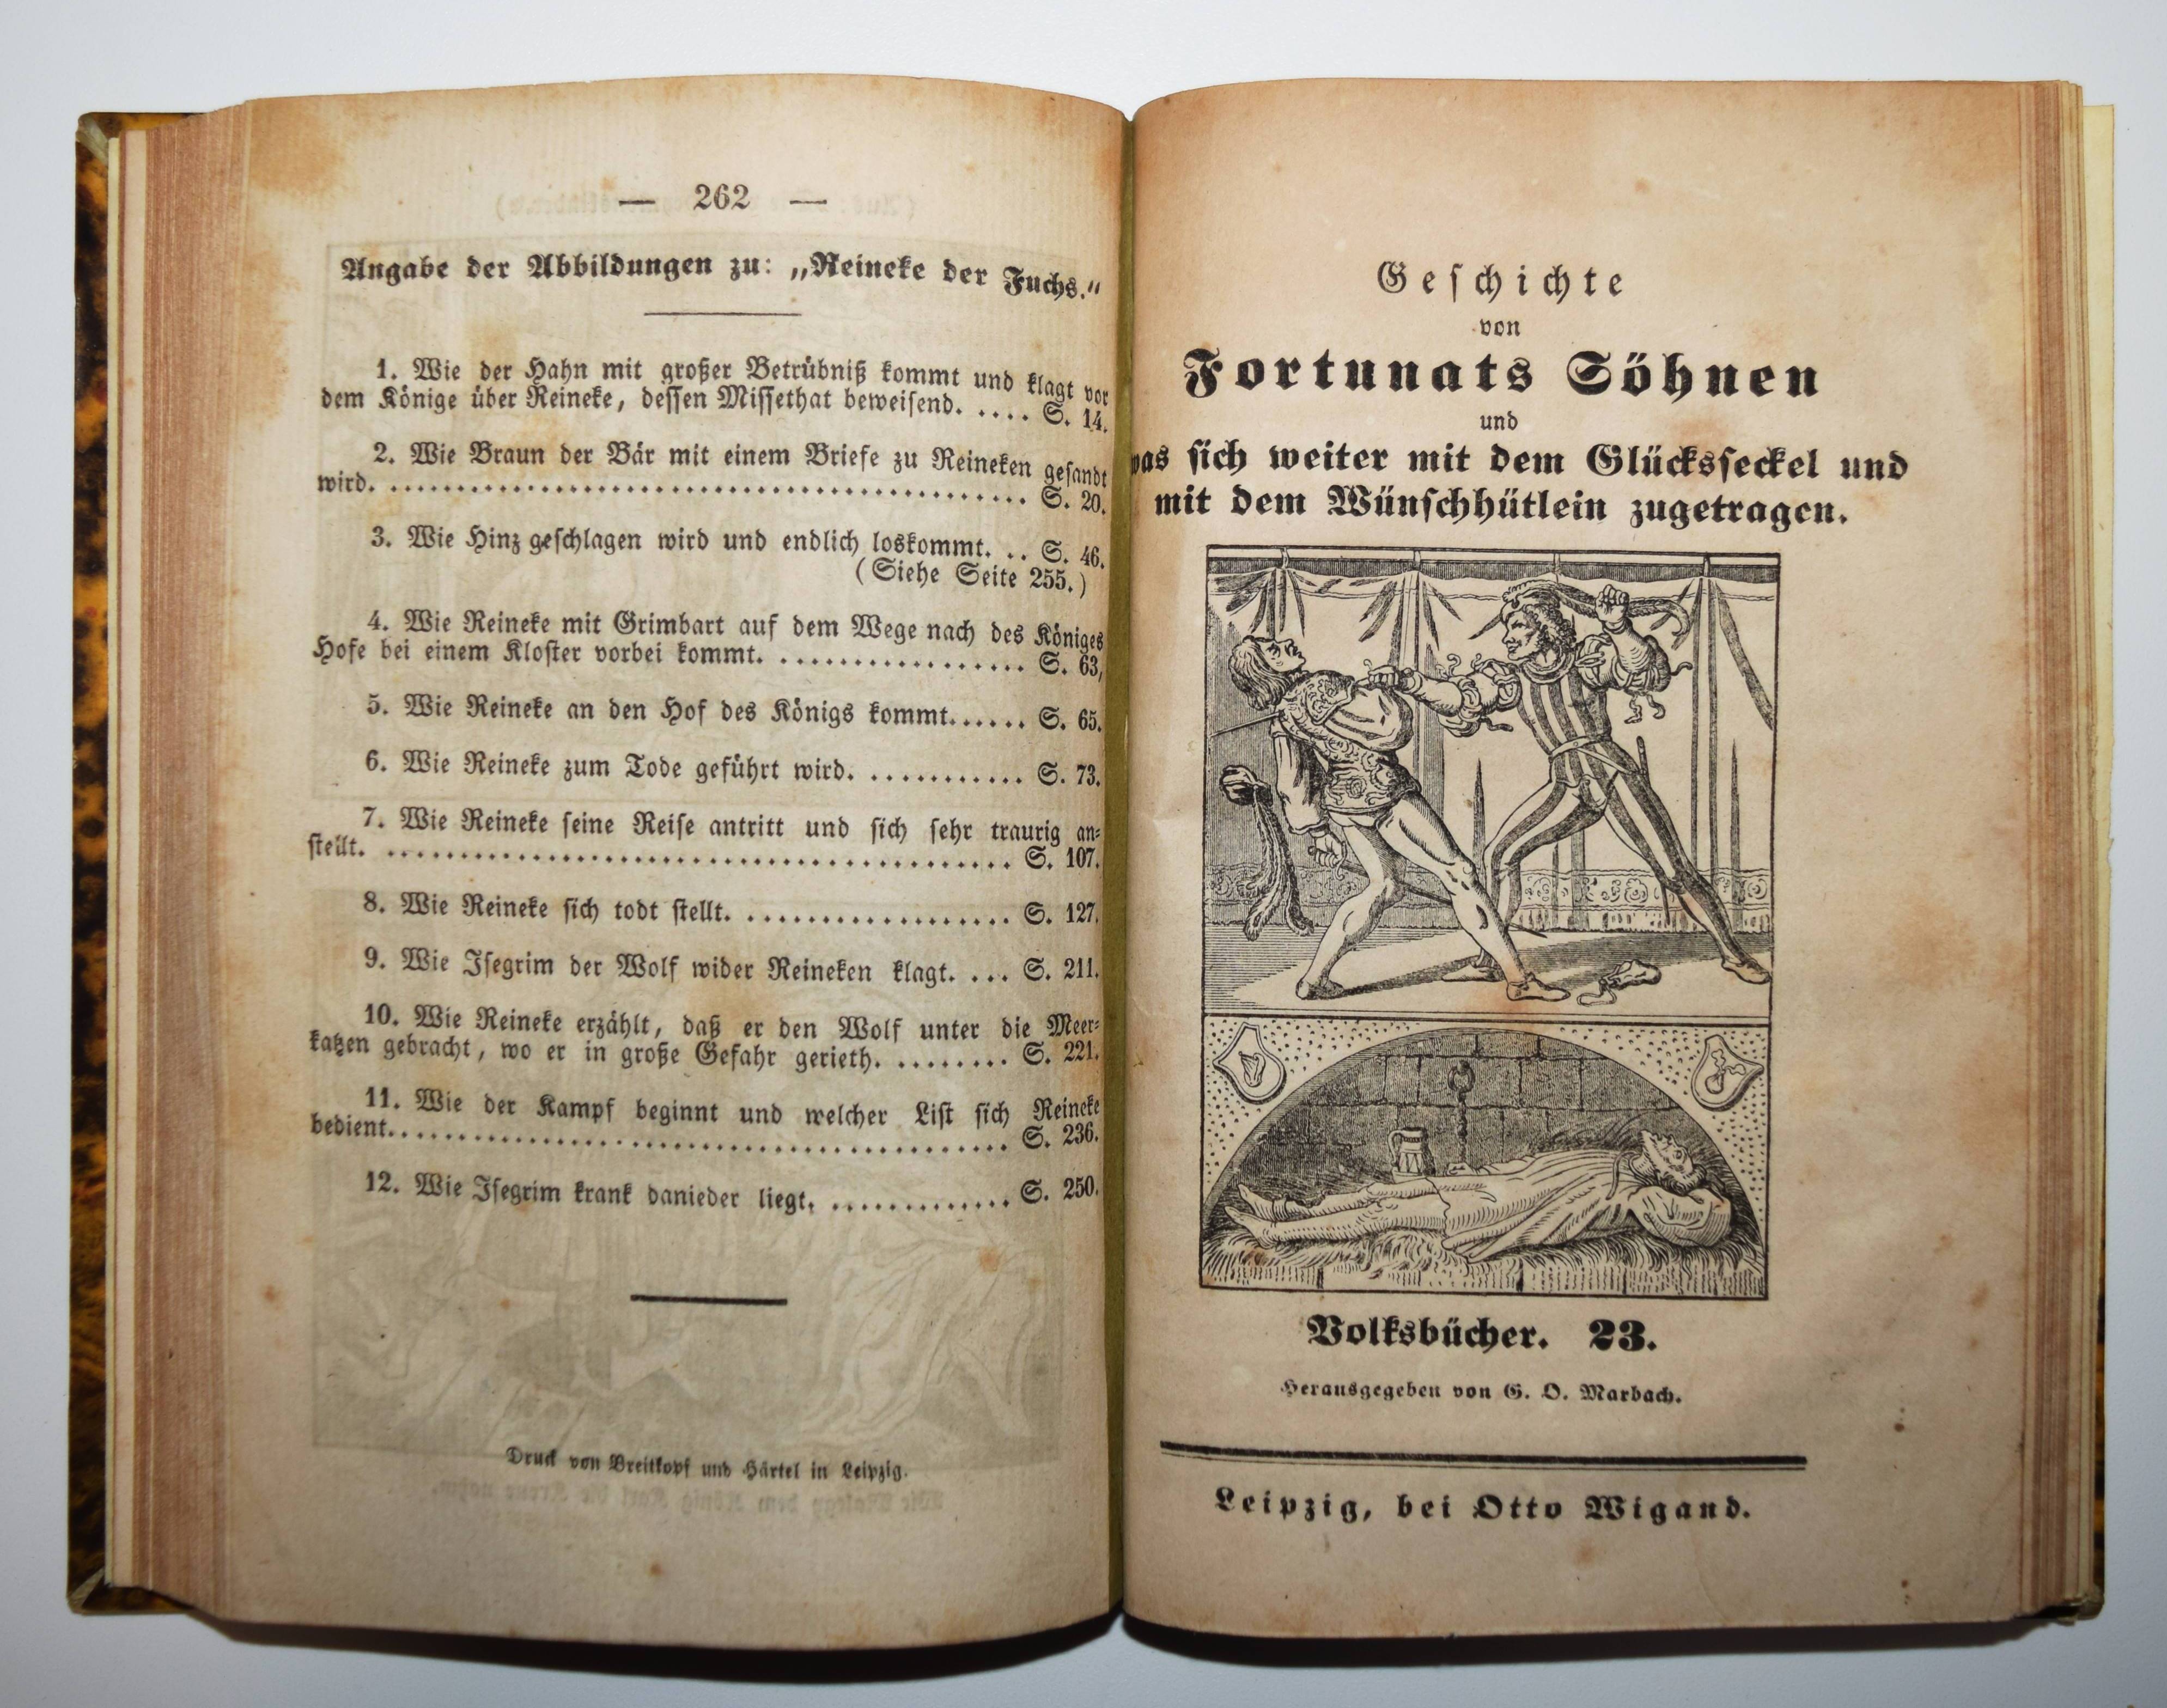 — 262 —
Angabe der Abbildungen zu: „Reineke der Fuchs."
1. Wie der Hahn mit großer Betrübniß kommt und klagt vor
dem Könige über Reineke, dessen Missethat beweisend. .... S. 14.
2. Wie Braun der Bär mit einem Briefe zu Reineken gesandt
wird. ................................................ S. 20.
3. Wie Hinz geschlagen wird und endlich loskommt. .. S. 46.
(Siehe Seite 255.)
4. Wie Reineke mit Grimbart auf dem Wege nach des Königes
Hofe bei einem Kloster vorbei kommt. ................. S. 63,
5. Wie Reineke an den Hof des Königs kommt...... S. 65.
6. Wie Reineke zum Tode geführt wird. ........... S. 73.
7. Wie Reineke seine Reise antritt und sich sehr traurig an=
stellt. ........................................... S. 107.
8. Wie Reineke sich todt stellt. .................. S. 127.
9. Wie Isegrim der Wolf wider Reineken klagt. ... S. 211.
10. Wie Reineke erzählt, daß er den Wolf unter die Meer=
katzen gebracht, wo er in große Gefahr gerieth. ........ S. 221.
11. Wie der Kampf beginnt und welcher List sich Reineke
bedient.......................................... S. 236.
12. Wie Isegrim krank danieder liegt, ............. S. 250.
Druck von Breitkopf und Härtel in Leipzig.
Geschichte
von
Fortunats Söhnen
und
was sich weiter mit dem Glücksseckel und
mit dem Wünschhütlein zugetragen.
Volksbücher. 23.
Herausgegeben von G. O. Marbach.
Leipzig, bei Otto Wigand.